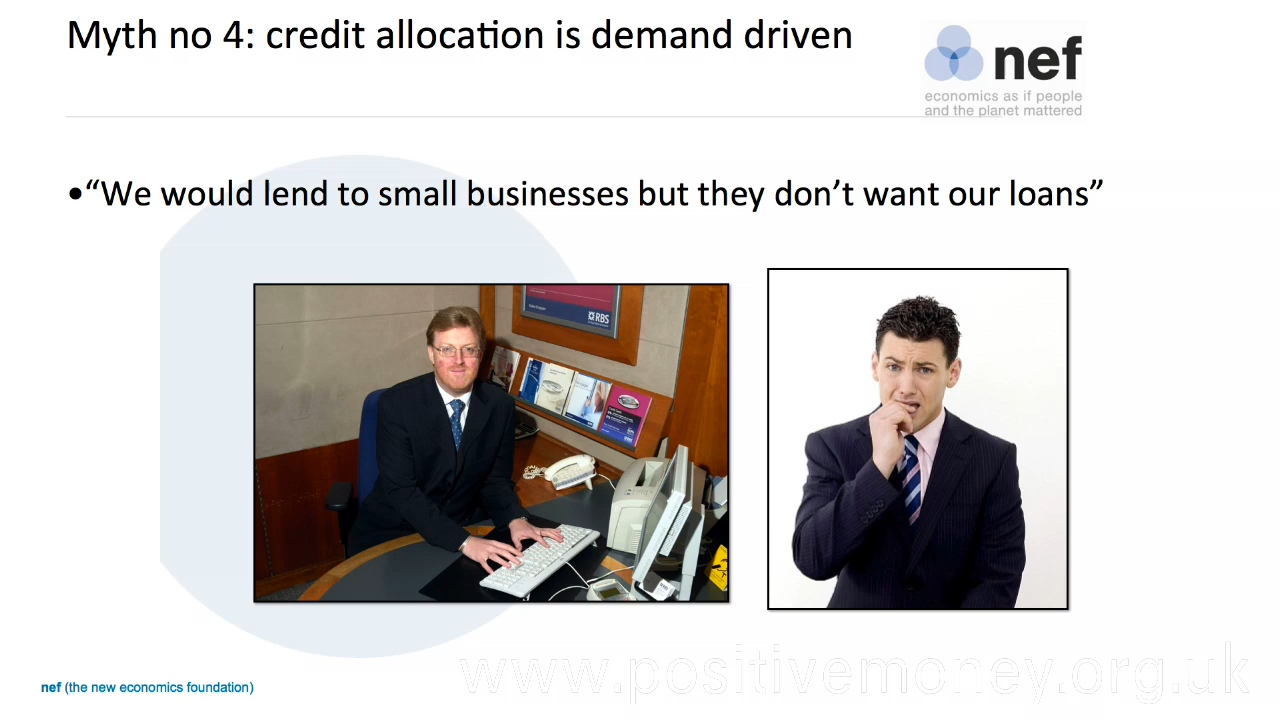 Myth no 4: credit allocation is demand driven
nef
economics as if people
and the planet mattered
•“We would lend to small businesses but they don’t want our loans”
RBS
www.positivemoney.org.uk
nef (the new economics foundation)